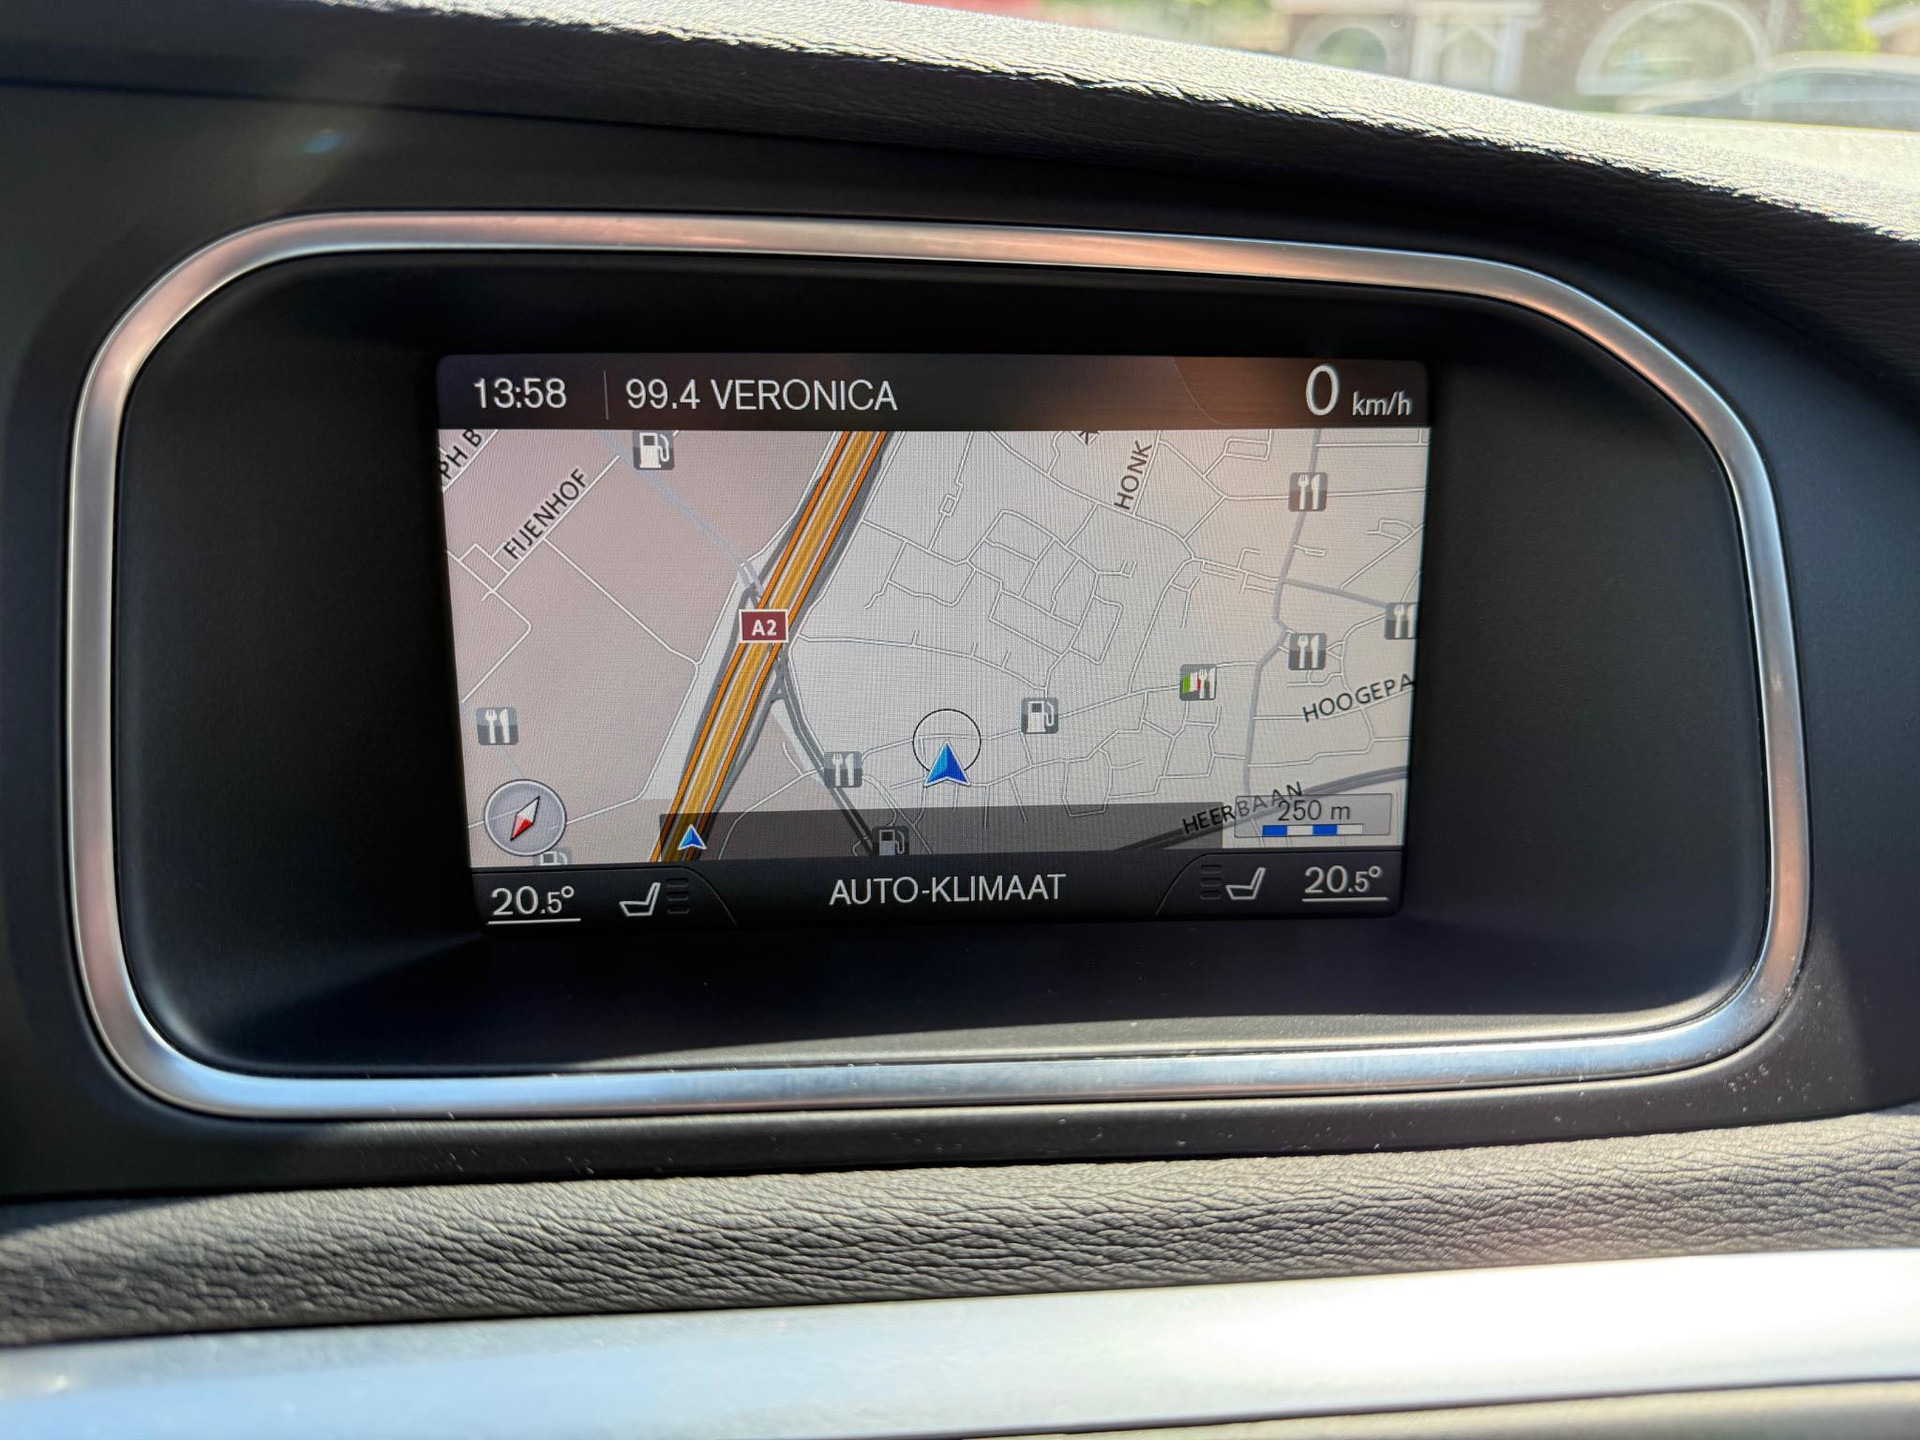 13:58
99.4 VERONICA
0 km/h
PH B
FIJENHOF
HONK
A2
HOOGEPA
HEERBAAN
250 m
20.5°
AUTO-KLIMAAT
20.5°